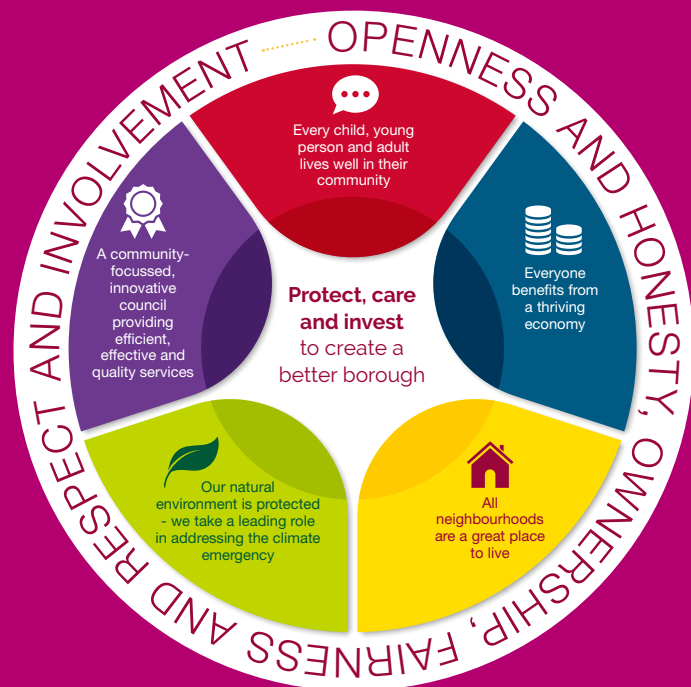 OPENNESS AND HONESTY, OWNERSHIP, FAIRNESS AND RESPECT AND INVOLVEMENT
Every child, young
person and adult
lives well in their
community
Everyone
benefits from
a thriving
economy
All
neighbourhoods
are a great place
to live
Our natural
environment is protected
- we take a leading role
in addressing the climate
emergency
A community-
focussed,
innovative
council
providing
efficient,
effective and
quality services
Protect, care
and invest
to create a
better borough